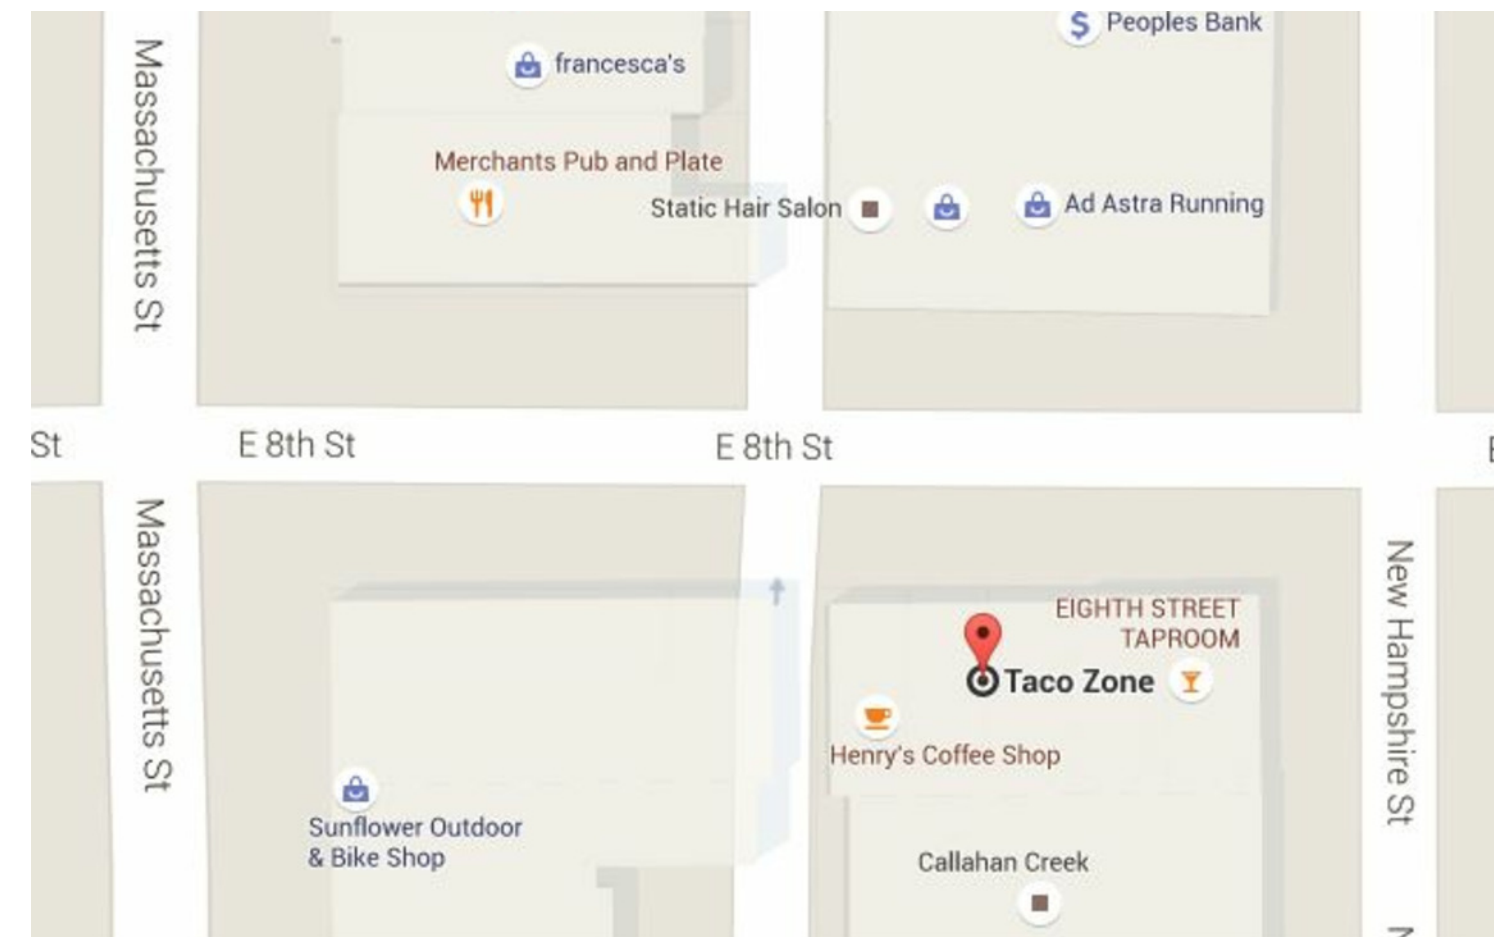 Peoples Bank
francesca's
Massachusetts St
Merchants Pub and Plate
Static Hair Salon
Ad Astra Running
St
E 8th St
E 8th St
Massachusetts St
New Hampshire St
EIGHTH STREET
TAPROOM
Taco Zone
Henry's Coffee Shop
Sunflower Outdoor
& Bike Shop
Callahan Creek